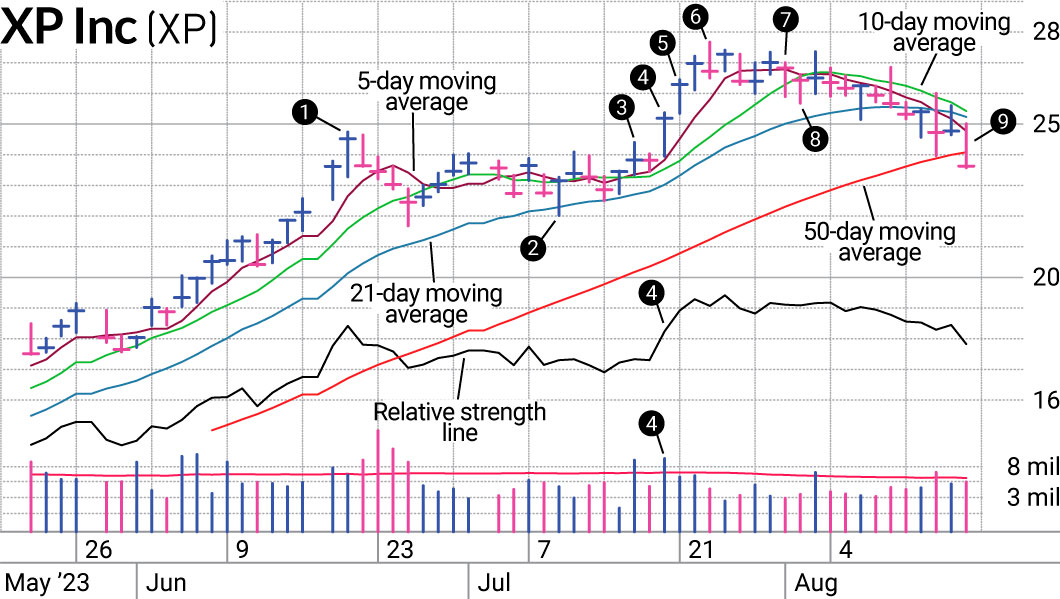 XP Inc (XP)
6
7
10-day moving
average
28
5
5-day moving
average
4
1
3
25
8
9
2
50-day moving
average
20
21-day moving
average
4
Relative strength
line
16
4
8 mil
3 mil
26
9
23
7
21
4
May ’23
Jun
Jul
Aug